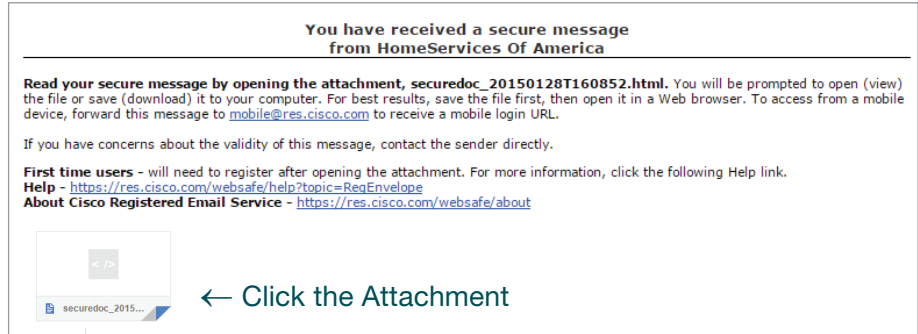 You have received a secure message
from HomeServices Of America
Read your secure message by opening the attachment, securedoc_20150128T160852.html. You will be prompted to open (view)
the file or save (download) it to your computer. For best results, save the file first, then open it in a Web browser. To access from a mobile
device, forward this message to mobile@res.cisco.com to receive a mobile login URL.
If you have concerns about the validity of this message, contact the sender directly.
First time users - will need to register after opening the attachment. For more information, click the following Help link.
Help - https://res.cisco.com/websafe/help?topic=RegEnvelope
About Cisco Registered Email Service - https://res.cisco.com/websafe/about
< />
securedoc_2015...
← Click the Attachment